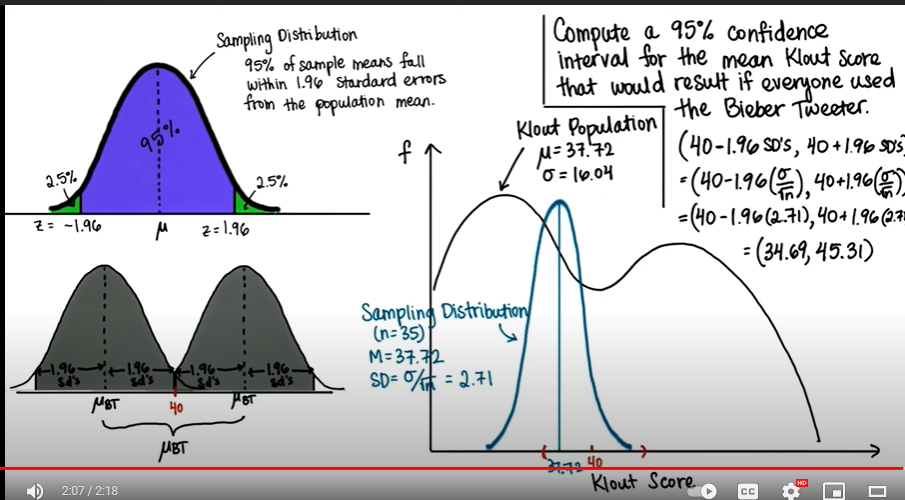 Sampling Distribution
95% of sample means fall
within 1.96 standard errors
from the population mean.
95%
2.5%
2.5%
z = -1.96
μ
z=1.96
Compute a 95% confidence
interval for the mean Klout Score
that would result if everyone used
the Bieber Tweeter.
(40-1.96 SD's, 40+1.96 SD's)
=(40-1.96(σ/√n), 40+1.96(σ/√n))
=(40-1.96(2.71), 40+1.96(2.71
=(34.69, 45.31)
Klout Population
μ=37.72
σ=16.04
f
Sampling Distribution
(n=35)
M=37.72
SD= σ/√n = 2.71
1.96 sd's
1.96 sd's
1.96 sd's
1.96 sd's
μBT
40
μBT
μBT
37.72
40
Klout Score
2:07 / 2:18
CC
HD